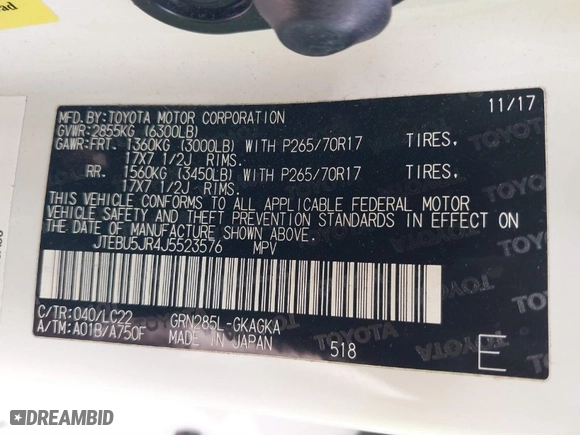 MFD.BY:TOYOTA MOTOR CORPORATION 11/17
GVWR:2855KG (6300LB)
GAWR:FRT. 1360KG (3000LB) WITH P265/70R17 TIRES,
17X7 1/2J RIMS.
RR. 1560KG (3450LB) WITH P265/70R17 TIRES,
17X7 1/2J RIMS.
THIS VEHICLE CONFORMS TO ALL APPLICABLE FEDERAL MOTOR
VEHICLE SAFETY AND THEFT PREVENTION STANDARDS IN EFFECT ON
THE DATE OF MANUFACTURE SHOWN ABOVE.
JTEBU5JR4J5523576 MPV
C/TR:040/LC22 GRN285L-GKAGKA
A/TM:A01B/A750F MADE IN JAPAN 518 E
DREAMBID